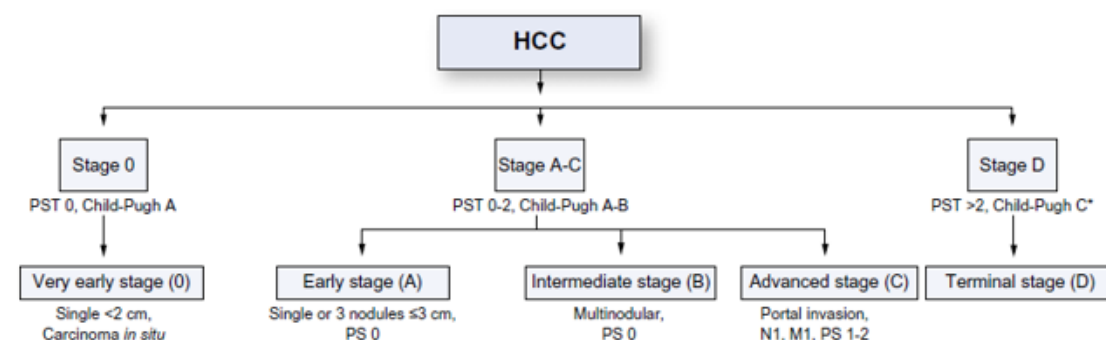 HCC
Stage 0
PST 0, Child-Pugh A
Stage A-C
PST 0-2, Child-Pugh A-B
Stage D
PST >2, Child-Pugh C*
Very early stage (0)
Single <2 cm,
Carcinoma in situ
Early stage (A)
Single or 3 nodules ≤3 cm,
PS 0
Intermediate stage (B)
Multinodular,
PS 0
Advanced stage (C)
Portal invasion,
N1, M1, PS 1-2
Terminal stage (D)